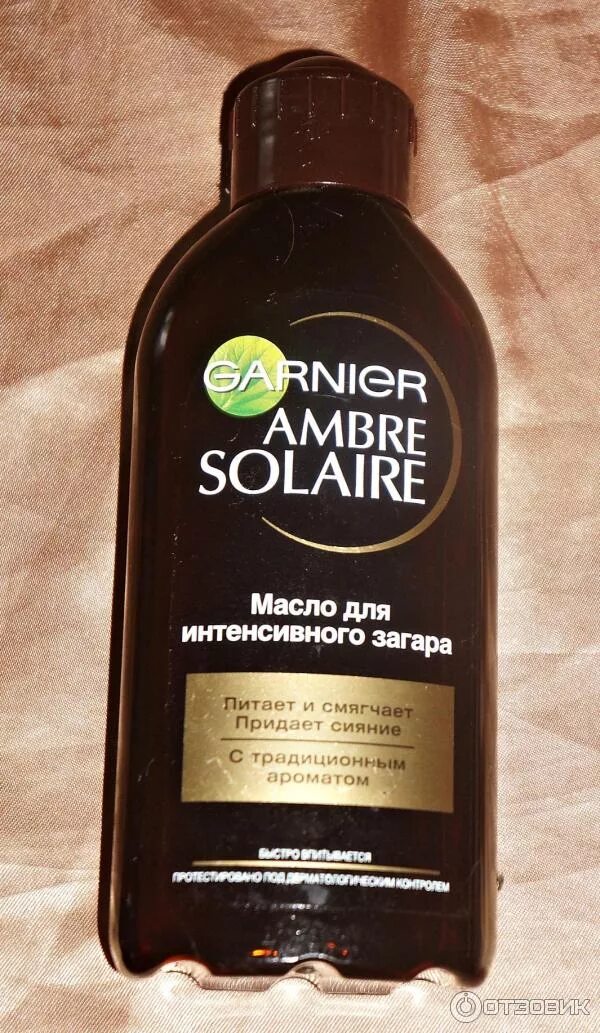 GARNIER
AMBRE
SOLAIRE
Масло для
интенсивного загара
Питает и смягчает
Придает сияние
С традиционным
ароматом
БЫСТРО ВПИТЫВАЕТСЯ
ПРОТЕСТИРОВАНО ПОД ДЕРМАТОЛОГИЧЕСКИМ КОНТРОЛЕМ
ОТЗОВИК